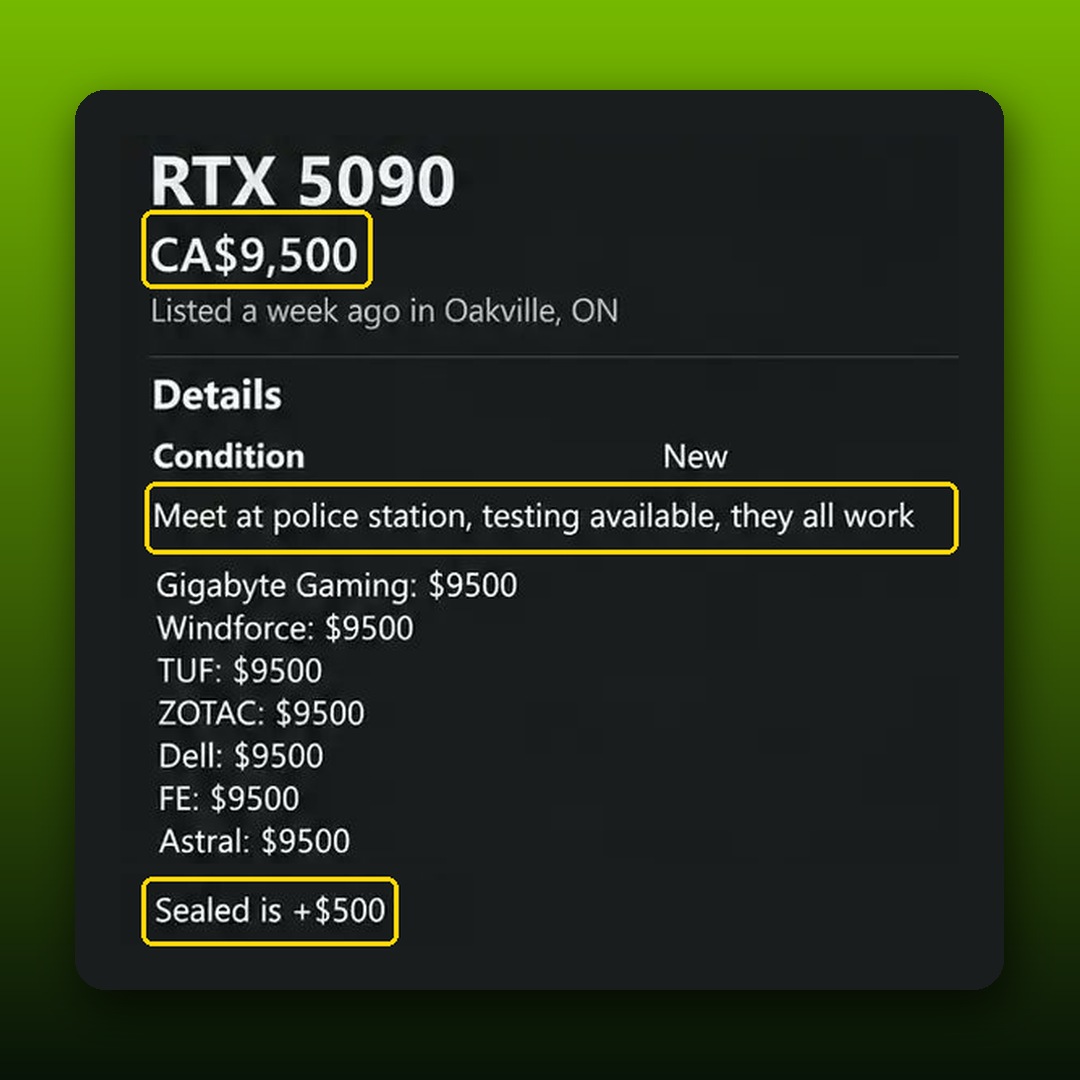 RTX 5090
CA$9,500
Listed a week ago in Oakville, ON
Details
Condition New
Meet at police station, testing available, they all work
Gigabyte Gaming: $9500
Windforce: $9500
TUF: $9500
ZOTAC: $9500
Dell: $9500
FE: $9500
Astral: $9500
Sealed is +$500